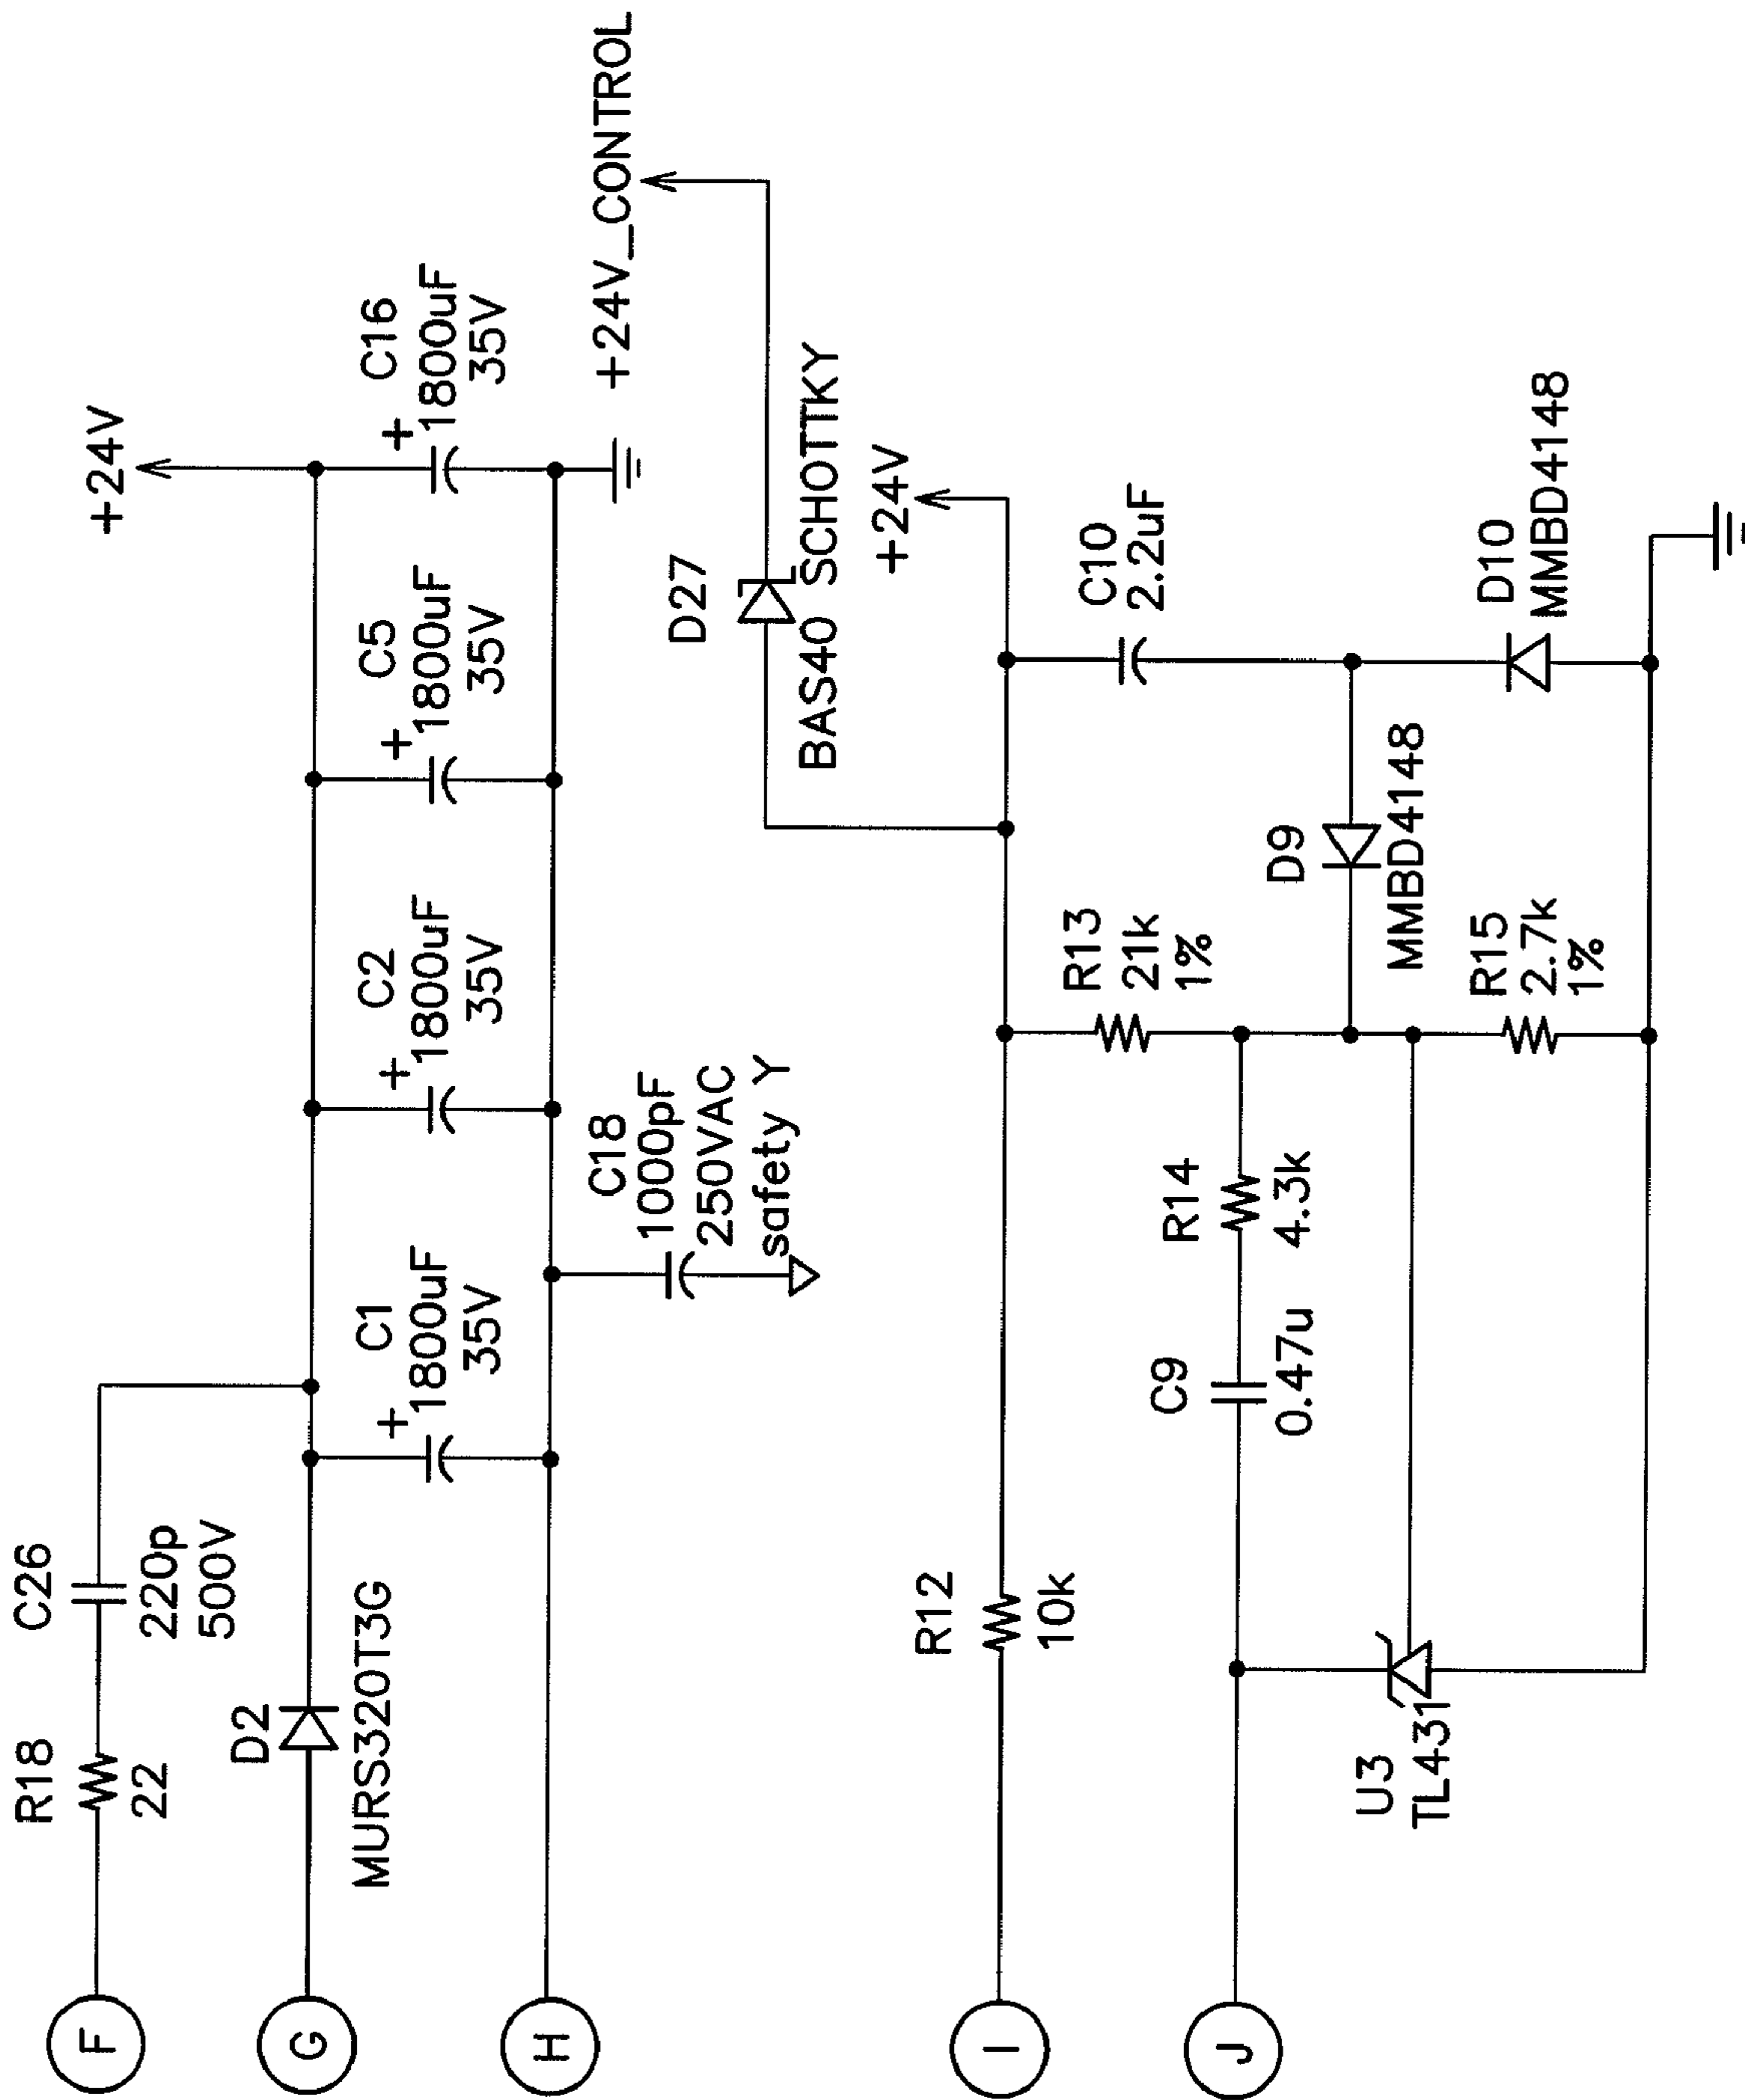 F
R18
22
C26
220p
500V
+24V
G
D2
MURS320T3G
C1
+
1800uF
35V
C2
+
1800uF
35V
C5
+
1800uF
35V
C16
+
1800uF
35V
H
C18
1000pF
250VAC
safety Y
+24V_CONTROL
D27
BAS40 SCHOTTKY
+24V
I
R12
10k
R13
21k
1%
C10
2.2uF
J
C9
0.47u
R14
4.3k
D9
MMBD4148
U3
TL431
R15
2.7k
1%
D10
MMBD4148